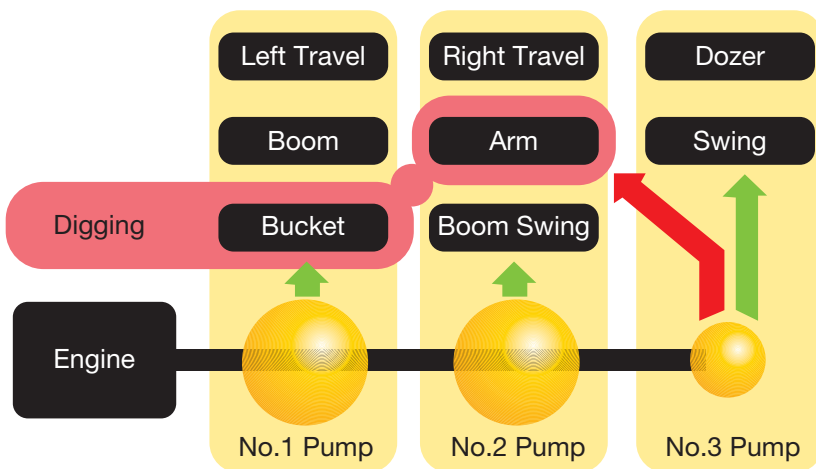 Left Travel
Right Travel
Dozer
Boom
Arm
Swing
Digging
Bucket
Boom Swing
Engine
No.1 Pump
No.2 Pump
No.3 Pump